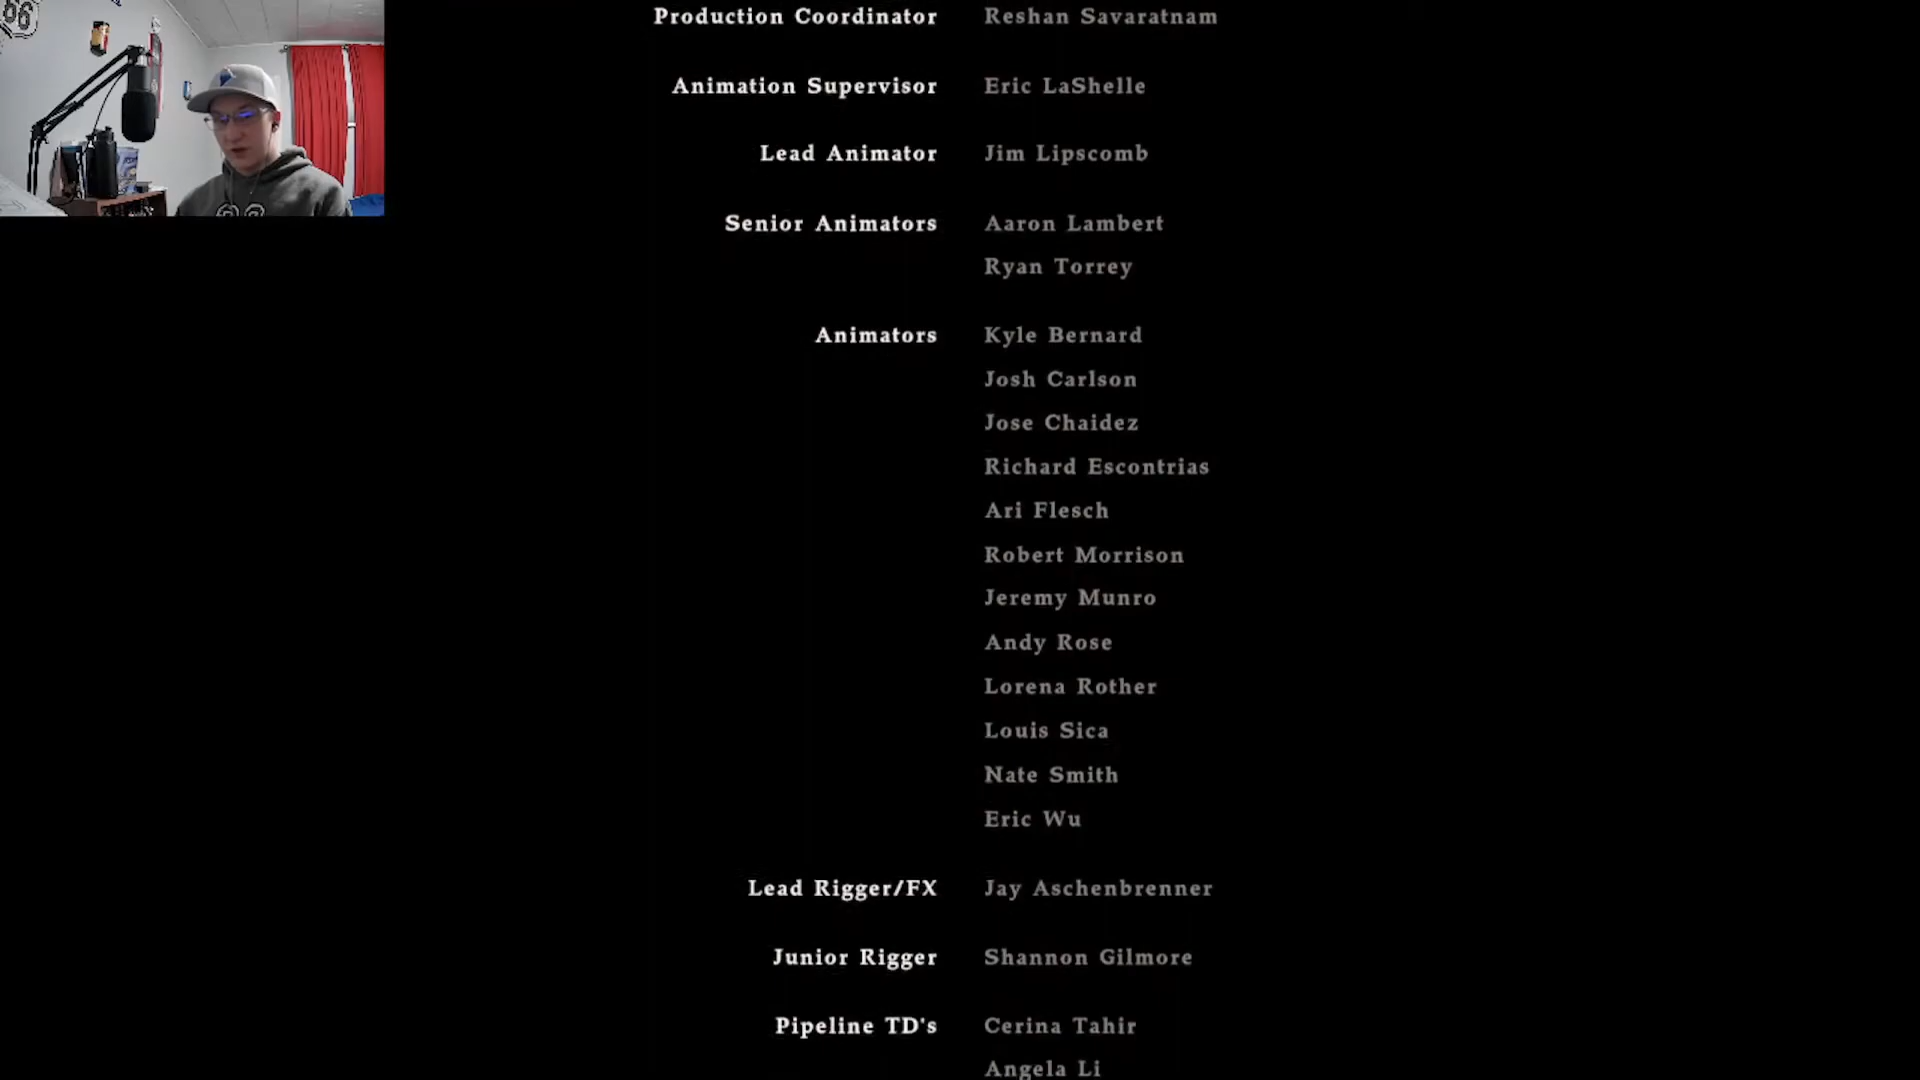 66
Production Coordinator Reshan Savaratnam
Animation Supervisor Eric LaShelle
Lead Animator Jim Lipscomb
Senior Animators Aaron Lambert
Ryan Torrey
Animators Kyle Bernard
Josh Carlson
Jose Chaidez
Richard Escontrias
Ari Flesch
Robert Morrison
Jeremy Munro
Andy Rose
Lorena Rother
Louis Sica
Nate Smith
Eric Wu
Lead Rigger/FX Jay Aschenbrenner
Junior Rigger Shannon Gilmore
Pipeline TD's Cerina Tahir
Angela Li